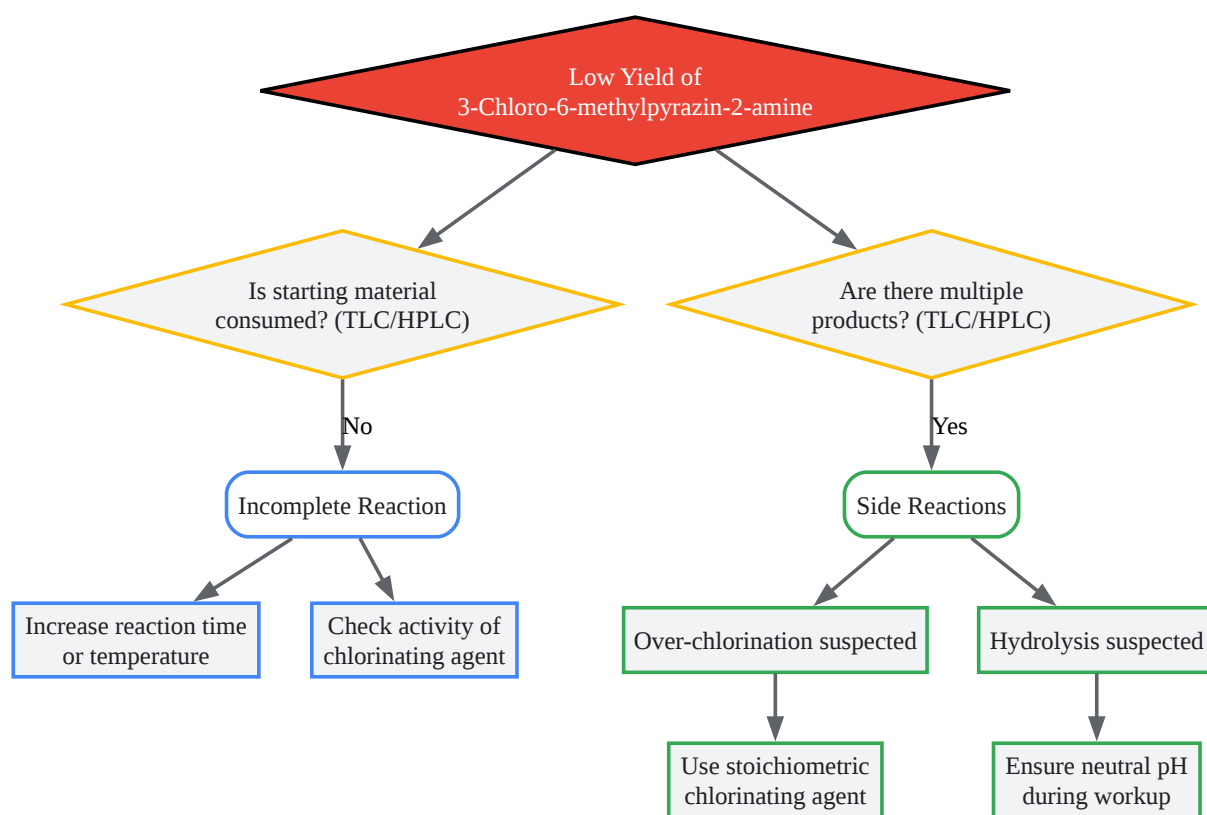 Low Yield of
3-Chloro-6-methylpyrazin-2-amine
Is starting material
consumed? (TLC/HPLC)
Are there multiple
products? (TLC/HPLC)
No
Yes
Incomplete Reaction
Side Reactions
Increase reaction time
or temperature
Check activity of
chlorinating agent
Over-chlorination suspected
Hydrolysis suspected
Use stoichiometric
chlorinating agent
Ensure neutral pH
during workup